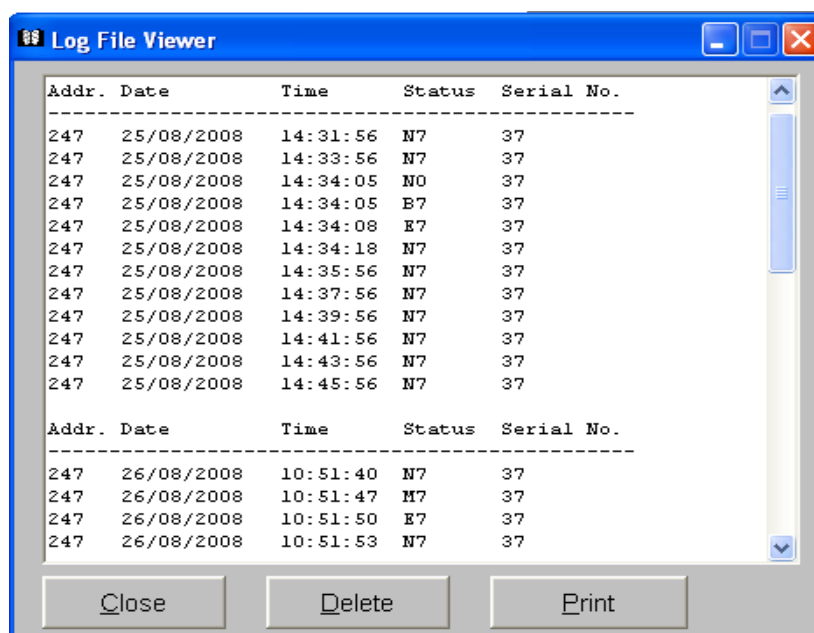 Log File Viewer
Addr. Date Time Status Serial No.
------------------------------------------------
247 25/08/2008 14:31:56 N7 37
247 25/08/2008 14:33:56 N7 37
247 25/08/2008 14:34:05 N0 37
247 25/08/2008 14:34:05 B7 37
247 25/08/2008 14:34:08 E7 37
247 25/08/2008 14:34:18 N7 37
247 25/08/2008 14:35:56 N7 37
247 25/08/2008 14:37:56 N7 37
247 25/08/2008 14:39:56 N7 37
247 25/08/2008 14:41:56 N7 37
247 25/08/2008 14:43:56 N7 37
247 25/08/2008 14:45:56 N7 37
Addr. Date Time Status Serial No.
------------------------------------------------
247 26/08/2008 10:51:40 N7 37
247 26/08/2008 10:51:47 M7 37
247 26/08/2008 10:51:50 E7 37
247 26/08/2008 10:51:53 N7 37
Close Delete Print